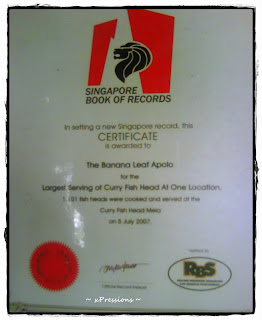 SINGAPORE
BOOK OF RECORDS
In setting a new Singapore record, this
CERTIFICATE
is awarded to
The Banana Leaf Apolo
for the
Largest Serving of Curry Fish Head At One Location,
fish heads were cooked and served at the
Curry Fish Head Mela
on 5 July 2007.
~ xPressions ~